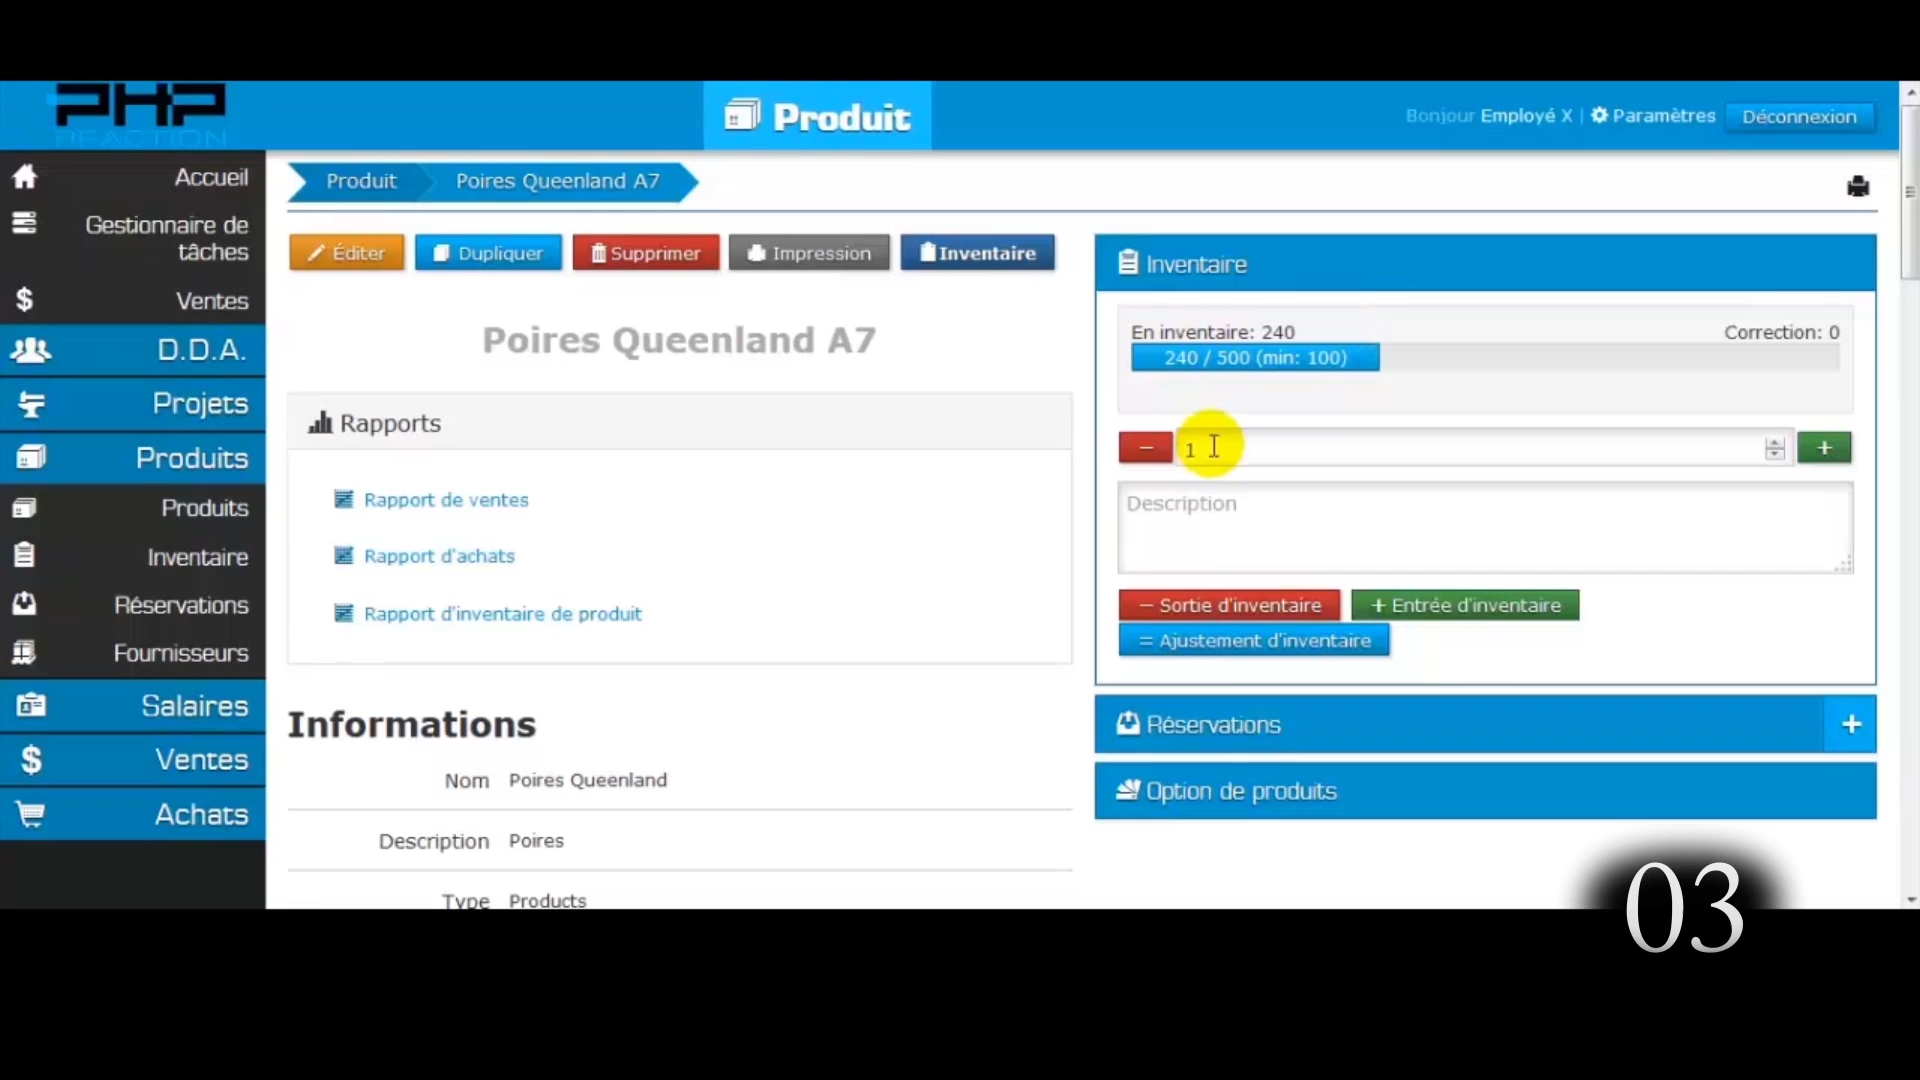 PHP
REACTION
Produit
Bonjour Employé X | Paramètres
Déconnexion
Accueil
Gestionnaire de
tâches
Ventes
D.D.A.
Projets
Produits
Produits
Inventaire
Réservations
Fournisseurs
Salaires
Ventes
Achats
Produit
Poires Queenland A7
Éditer
Dupliquer
Supprimer
Impression
Inventaire
Poires Queenland A7
Rapports
Rapport de ventes
Rapport d'achats
Rapport d'inventaire de produit
Informations
Nom Poires Queenland
Description Poires
Type Products
Inventaire
En inventaire: 240
Correction: 0
240 / 500 (min: 100)
− 1 +
Description
− Sortie d'inventaire
+ Entrée d'inventaire
= Ajustement d'inventaire
Réservations +
Option de produits
03